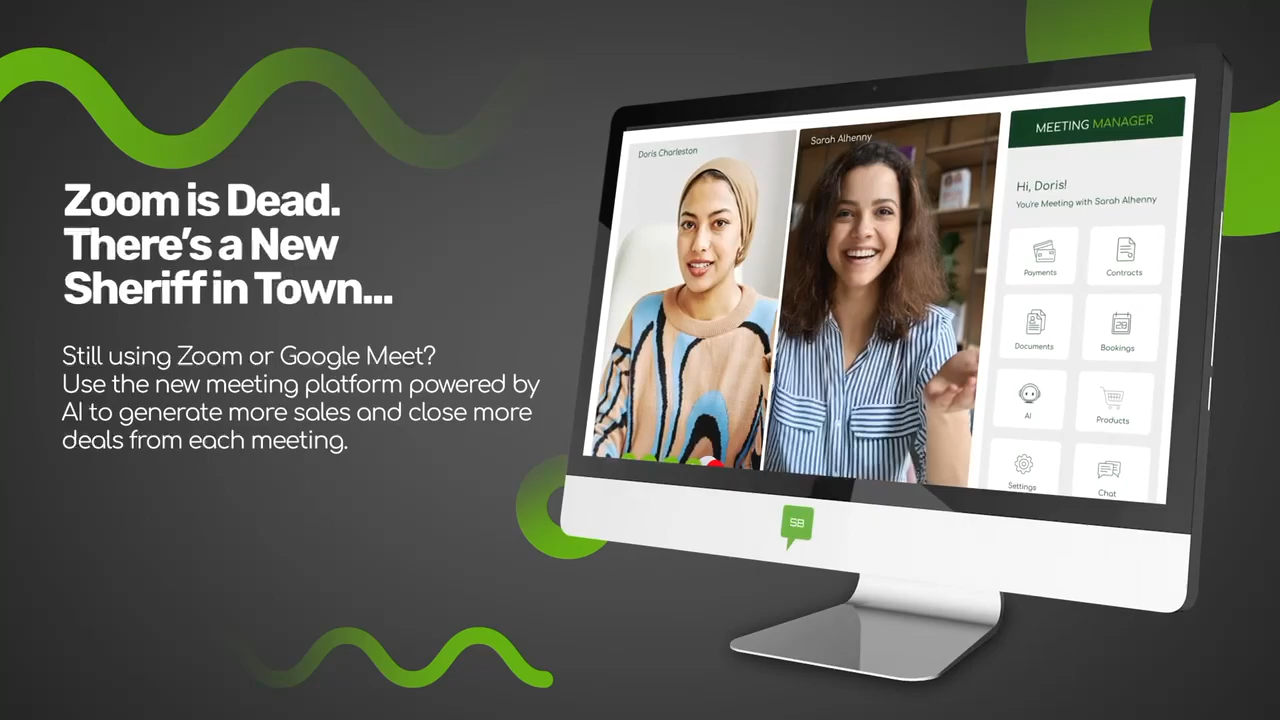 Zoom is Dead.
There's a New
Sheriff in Town...
Still using Zoom or Google Meet?
Use the new meeting platform powered by
AI to generate more sales and close more
deals from each meeting.
Doris Charleston
Sarah Alhenny
MEETING MANAGER
Hi, Doris!
You're Meeting with Sarah Alhenny
Payments
Contracts
Documents
28
Bookings
AI
Products
Settings
Chat
SB